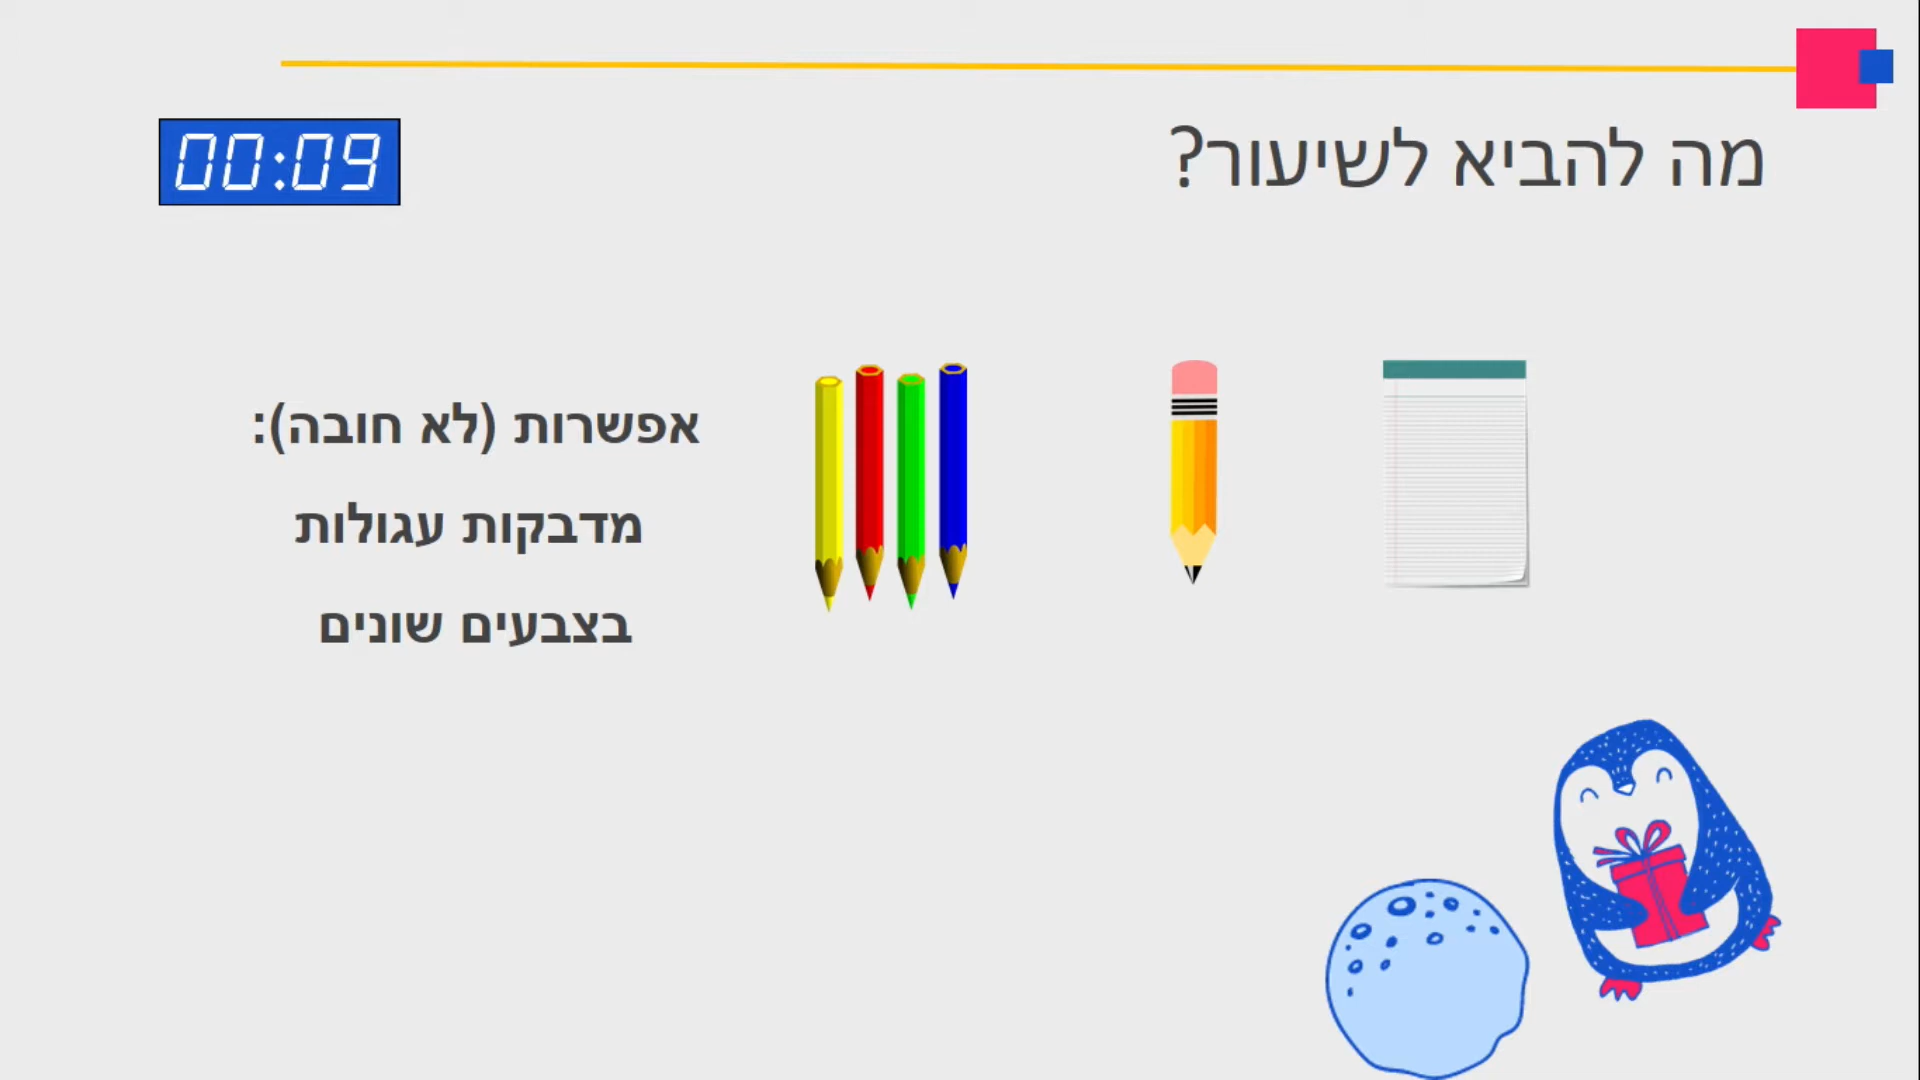 מה להביא לשיעור?
00:09
אפשרות (לא חובה):
מדבקות עגולות
בצבעים שונים